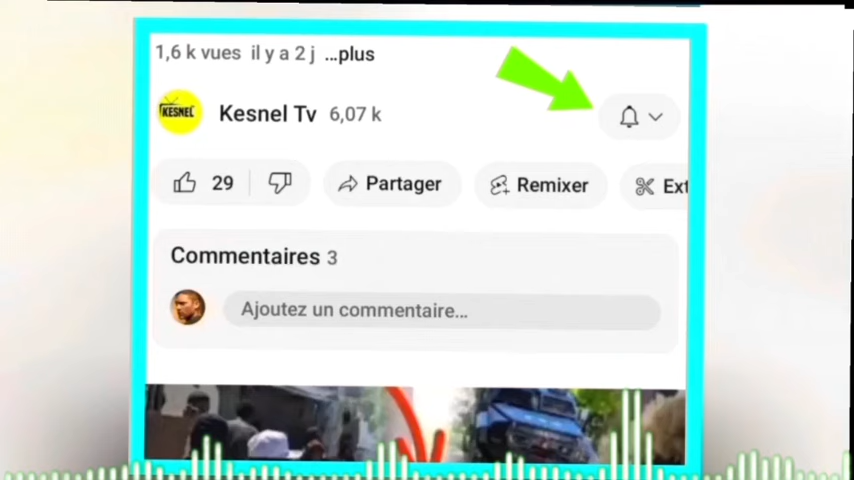 1,6 k vues il y a 2 j ...plus
KESNEL
Kesnel Tv 6,07 k
29 Partager Remixer Ext
Commentaires 3
Ajoutez un commentaire...